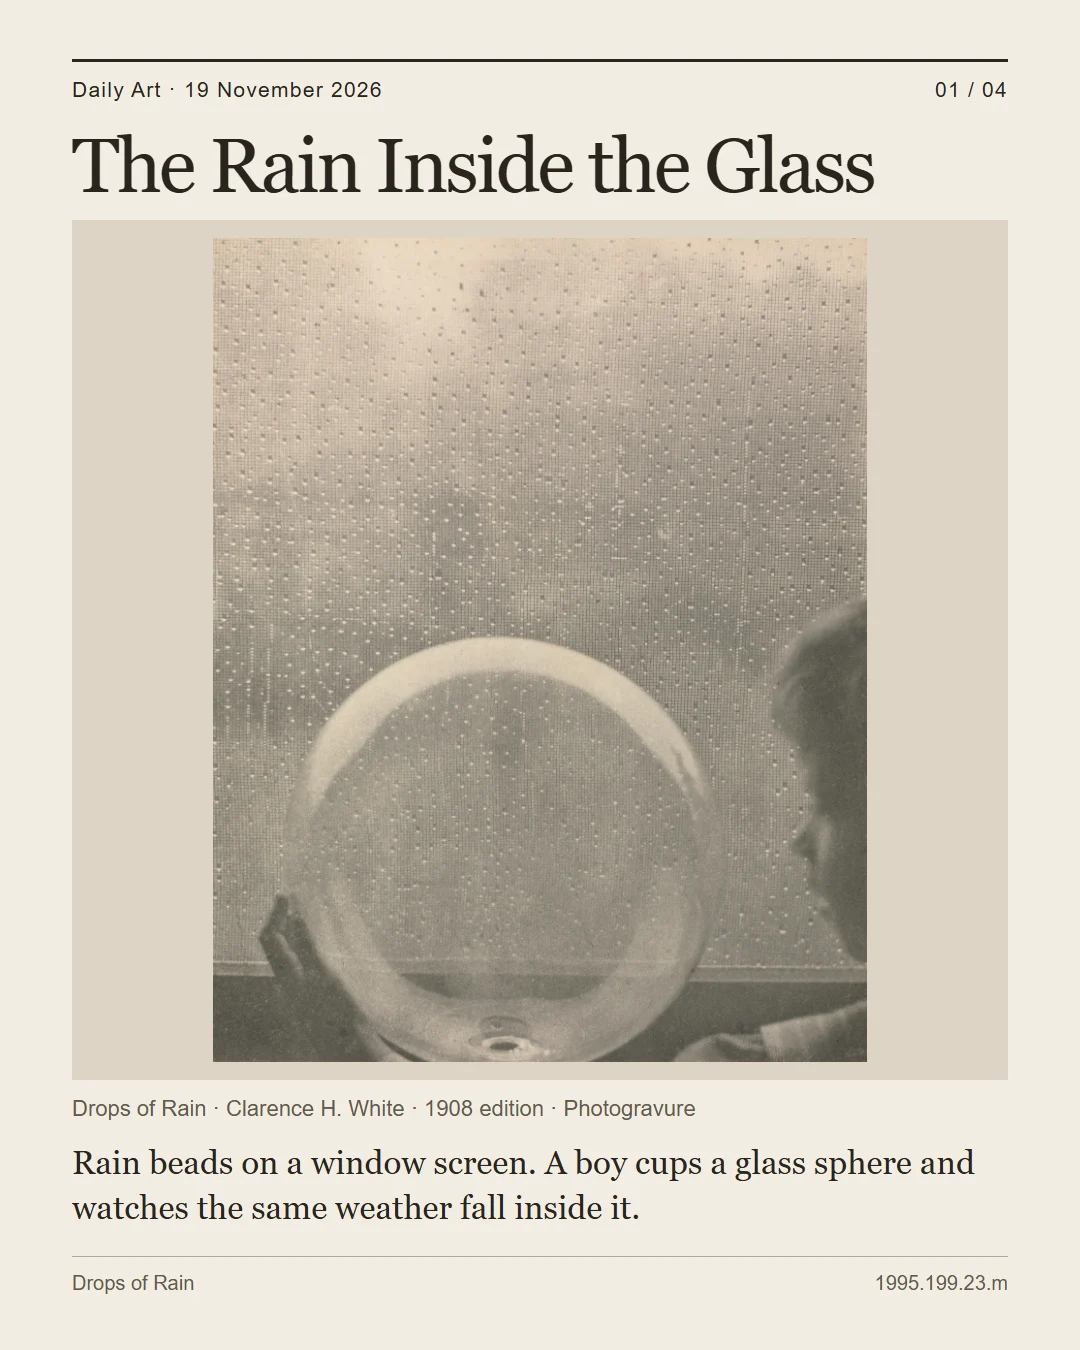 Daily Art · 19 November 2026
01 / 04
The Rain Inside the Glass
Drops of Rain · Clarence H. White · 1908 edition · Photogravure
Rain beads on a window screen. A boy cups a glass sphere and
watches the same weather fall inside it.
Drops of Rain
1995.199.23.m